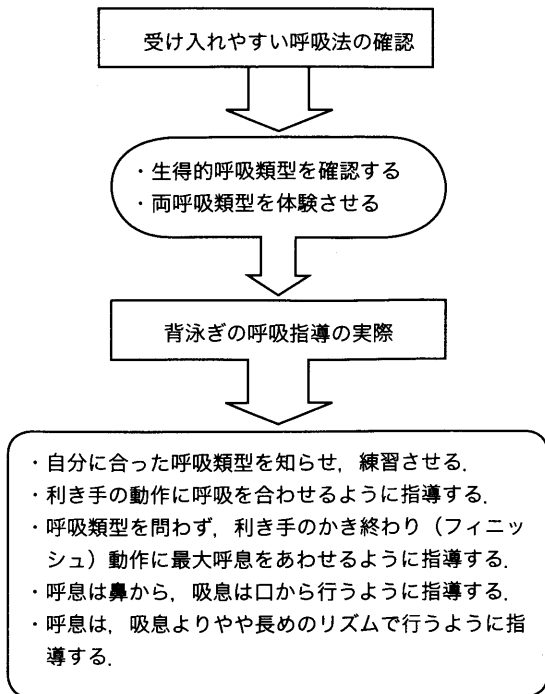 受け入れやすい呼吸法の確認
・生得的呼吸類型を確認する
・両呼吸類型を体験させる
背泳ぎの呼吸指導の実際
・自分に合った呼吸類型を知らせ，練習させる．
・利き手の動作に呼吸を合わせるように指導する．
・呼吸類型を問わず，利き手のかき終わり（フィニッ
シュ）動作に最大呼息をあわせるように指導する．
・呼息は鼻から，吸息は口から行うように指導する．
・呼息は，吸息よりやや長めのリズムで行うように指
導する．